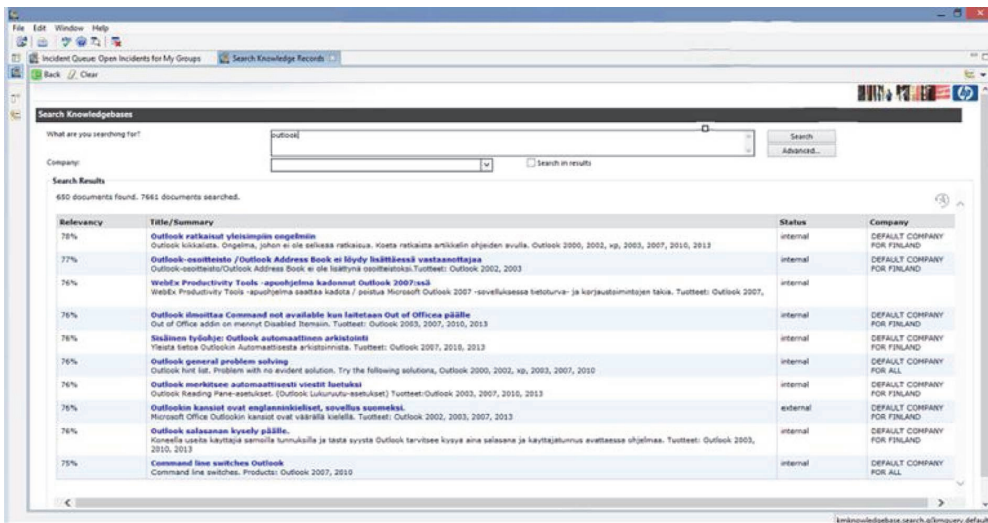 File Edit Window Help
Incident Queue: Open Incidents for My Groups Search Knowledge Records
Back Clear
hp
Search Knowledgebases
What are you searching for? outlook Search
Advanced...
Company: Search in results
Search Results
650 documents found. 7661 documents searched.
Relevancy Title/Summary Status Company
78% Outlook ratkaisut yleisimpiin ongelmiin internal DEFAULT COMPANY
Outlook kikkalista. Ongelma, johon ei ole selkeää ratkaisua. Koeta ratkaista artikkelin ohjeiden avulla. Outlook 2000, 2002, xp, 2003, 2007, 2010, 2013 FOR FINLAND
77% Outlook-osoitteisto /Outlook Address Book ei löydy lisättäessä vastaanottajaa internal DEFAULT COMPANY
Outlook-osoitteisto/Outlook Address Book ei ole lisättynä osoitteistoksi.Tuotteet: Outlook 2002, 2003 FOR FINLAND
76% WebEx Productivity Tools -apuohjelma kadonnut Outlook 2007:ssä internal
WebEx Productivity Tools -apuohjelma saattaa kadota / poistua Microsoft Outlook 2007 -sovelluksessa tietoturva- ja korjaustoimintojen takia. Tuotteet: Outlook 2007,
76% Outlook ilmoittaa Command not available kun laitetaan Out of Officea päälle internal DEFAULT COMPANY
Out of Office addin on mennyt Disabled Itemsiin. Tuotteet: Outlook 2003, 2007, 2010, 2013 FOR FINLAND
76% Sisäinen työohje: Outlook automaattinen arkistointi internal DEFAULT COMPANY
Yleistä tietoa Outlookin Automaattisesta arkistoinnista. Tuotteet: Outlook 2007, 2010, 2013 FOR FINLAND
76% Outlook general problem solving internal DEFAULT COMPANY
Outlook hint list. Problem with no evident solution. Try the following solutions, Outlook 2000, 2002, xp, 2003, 2007, 2010 FOR ALL
76% Outlook merkitsee automaattisesti viestit luetuksi internal DEFAULT COMPANY
Outlook Reading Pane-asetukset. (Outlook Lukuruutu-asetukset) Tuotteet:Outlook 2003, 2007, 2010, 2013 FOR FINLAND
76% Outlookin kansiot ovat englanninkieliset, sovellus suomeksi. external DEFAULT COMPANY
Microsoft Office Outlookin kansiot ovat väärällä kielellä. Tuotteet: Outlook 2002, 2003, 2007, 2013 FOR FINLAND
76% Outlook salasanan kysely päälle. internal DEFAULT COMPANY
Koneella useita käyttäjiä samoilla tunnuksilla ja tästä syystä Outlook tarvitsee kysyä aina salasana ja käyttäjätunnus avattaessa ohjelmaa. Tuotteet: Outlook 2003, FOR FINLAND
2010, 2013
75% Command line switches Outlook internal DEFAULT COMPANY
Command line switches. Products: Outlook 2007, 2010 FOR ALL
kmknowledgebase.search.g(kmquery.default